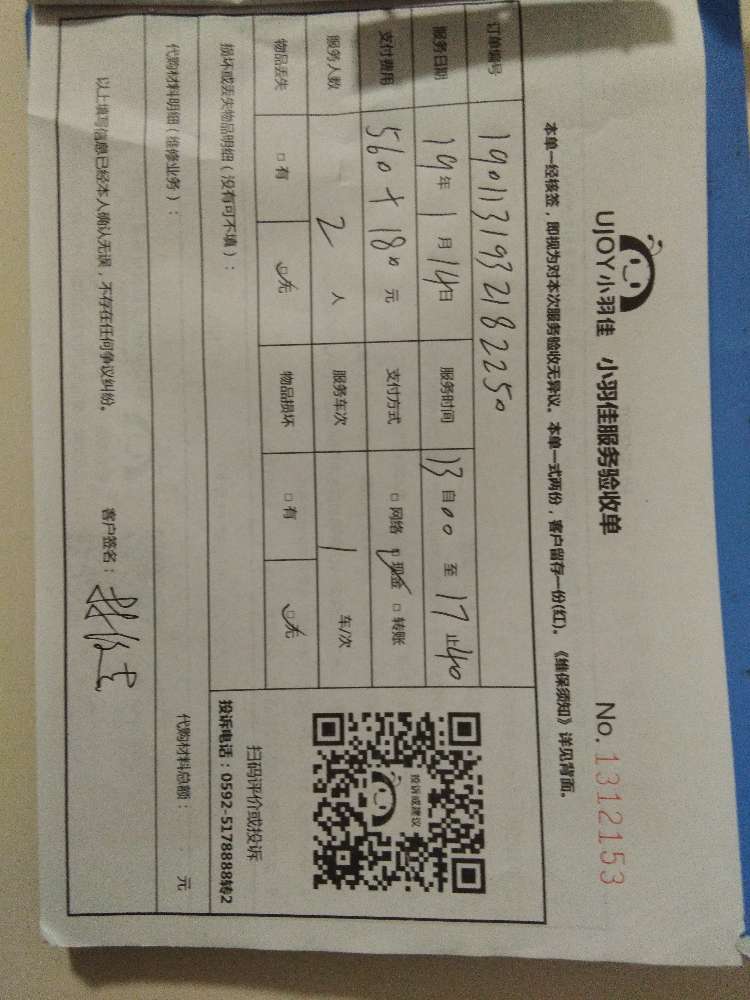 UJOY小羽佳 小羽佳服务验收单 No. 1312153
本单一经核签，即视为对本次服务验收无异议。本单一式两份，客户留存一份(红)。《维保须知》详见背面。
订单编号 1901131932182250
服务日期 19年1月14日 服务时间 13自00至17止40
支付费用 560+180元 支付方式 □网络 ☑现金 □转账
服务人数 2人 服务车次 1车/次
物品丢失 □有 ☑无 物品损坏 □有 ☑无
损坏或丢失物品明细（没有可不填）：
投诉或建议
扫码评价或投诉
投诉电话：0592-5178888转2
代购材料明细（维修业务）： 代购材料总额： 元
以上填写信息已经本人确认无误，不存在任何争议纠纷。 客户签名：